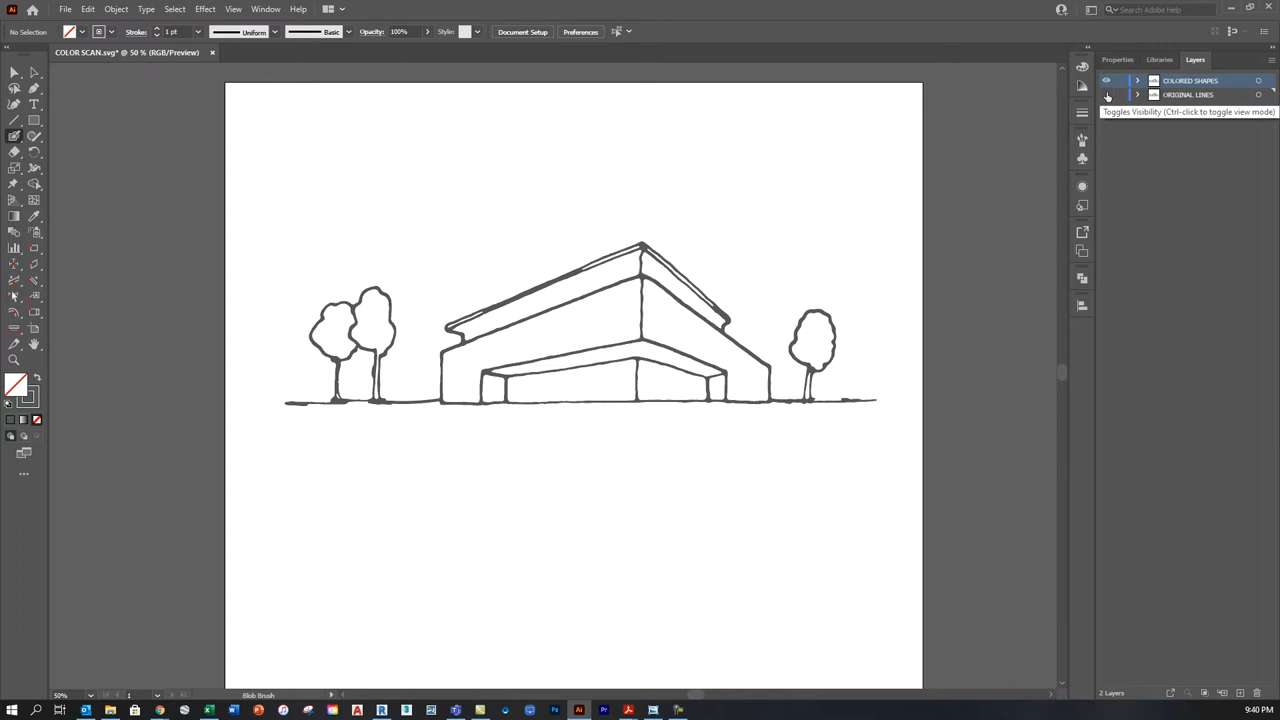 Ai File Edit Object Type Select Effect View Window Help Search Adobe Help
No Selection Stroke: 1 pt Uniform Basic Opacity: 100% Style: Document Setup Preferences
COLOR SCAN.svg* @ 50 % (RGB/Preview) ×
Properties Libraries Layers
COLORED SHAPES
ORIGINAL LINES
Toggles Visibility (Ctrl-click to toggle view mode)
50% 1 Blob Brush 2 Layers
9:40 PM